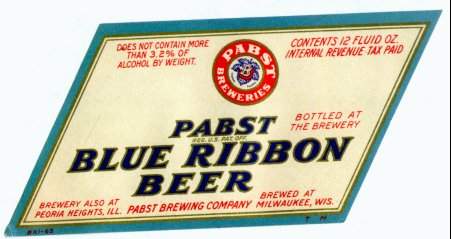 DOES NOT CONTAIN MORE
THAN 3.2% OF
ALCOHOL BY WEIGHT.
PABST
BREWERIES
CONTENTS 12 FLUID OZ.
INTERNAL REVENUE TAX PAID
BOTTLED AT
THE BREWERY
PABST
REG. U.S. PAT. OFF.
BLUE RIBBON
BEER
BREWERY ALSO AT
PEORIA HEIGHTS, ILL.
PABST BREWING COMPANY
BREWED AT
MILWAUKEE, WIS.
T M